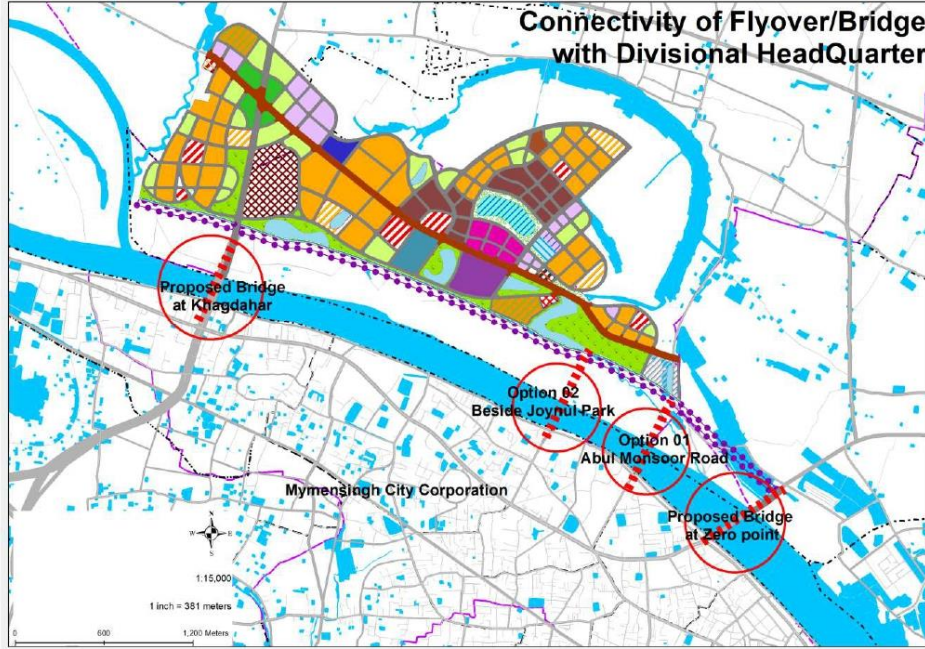 Connectivity of Flyover/Bridge
with Divisional HeadQuarter
Proposed Bridge
at Khagdahar
Option 02
Beside Joynul Park
Option 01
Abul Monsoor Road
Mymensingh City Corporation
Proposed Bridge
at Zero point
N
W E
S
1:15,000
1 inch = 381 meters
0 600 1,200 Meters